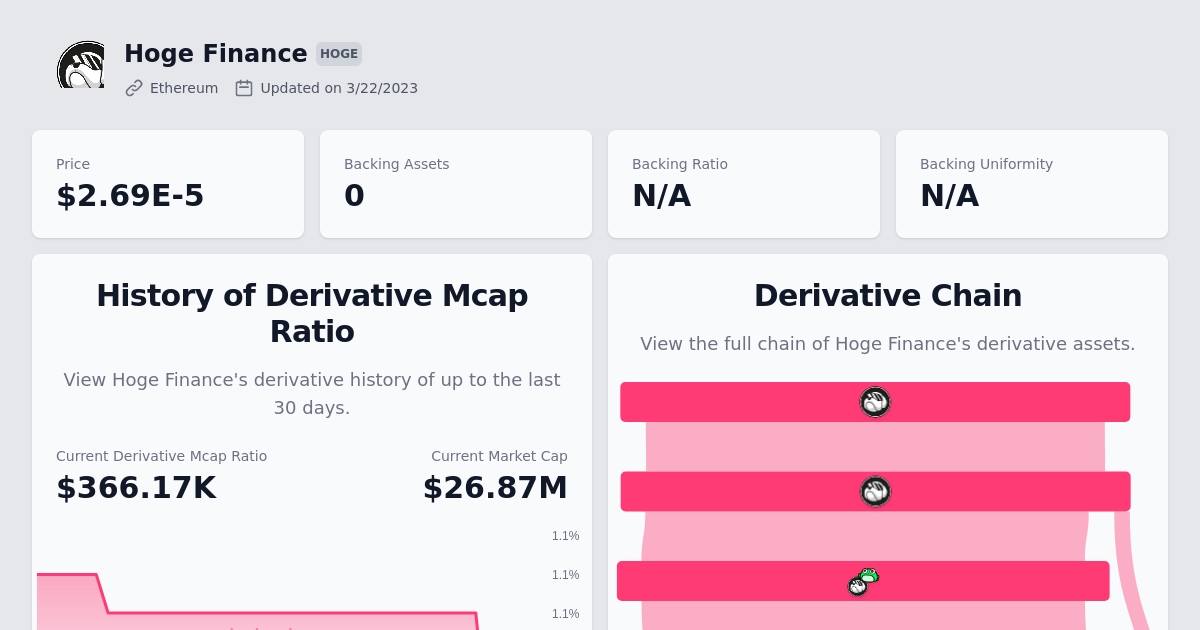 Hoge Finance HOGE
Ethereum Updated on 3/22/2023
Price
$2.69E-5
Backing Assets
0
Backing Ratio
N/A
Backing Uniformity
N/A
History of Derivative Mcap
Ratio
View Hoge Finance's derivative history of up to the last
30 days.
Current Derivative Mcap Ratio
$366.17K
Current Market Cap
$26.87M
1.1%
1.1%
1.1%
Derivative Chain
View the full chain of Hoge Finance's derivative assets.